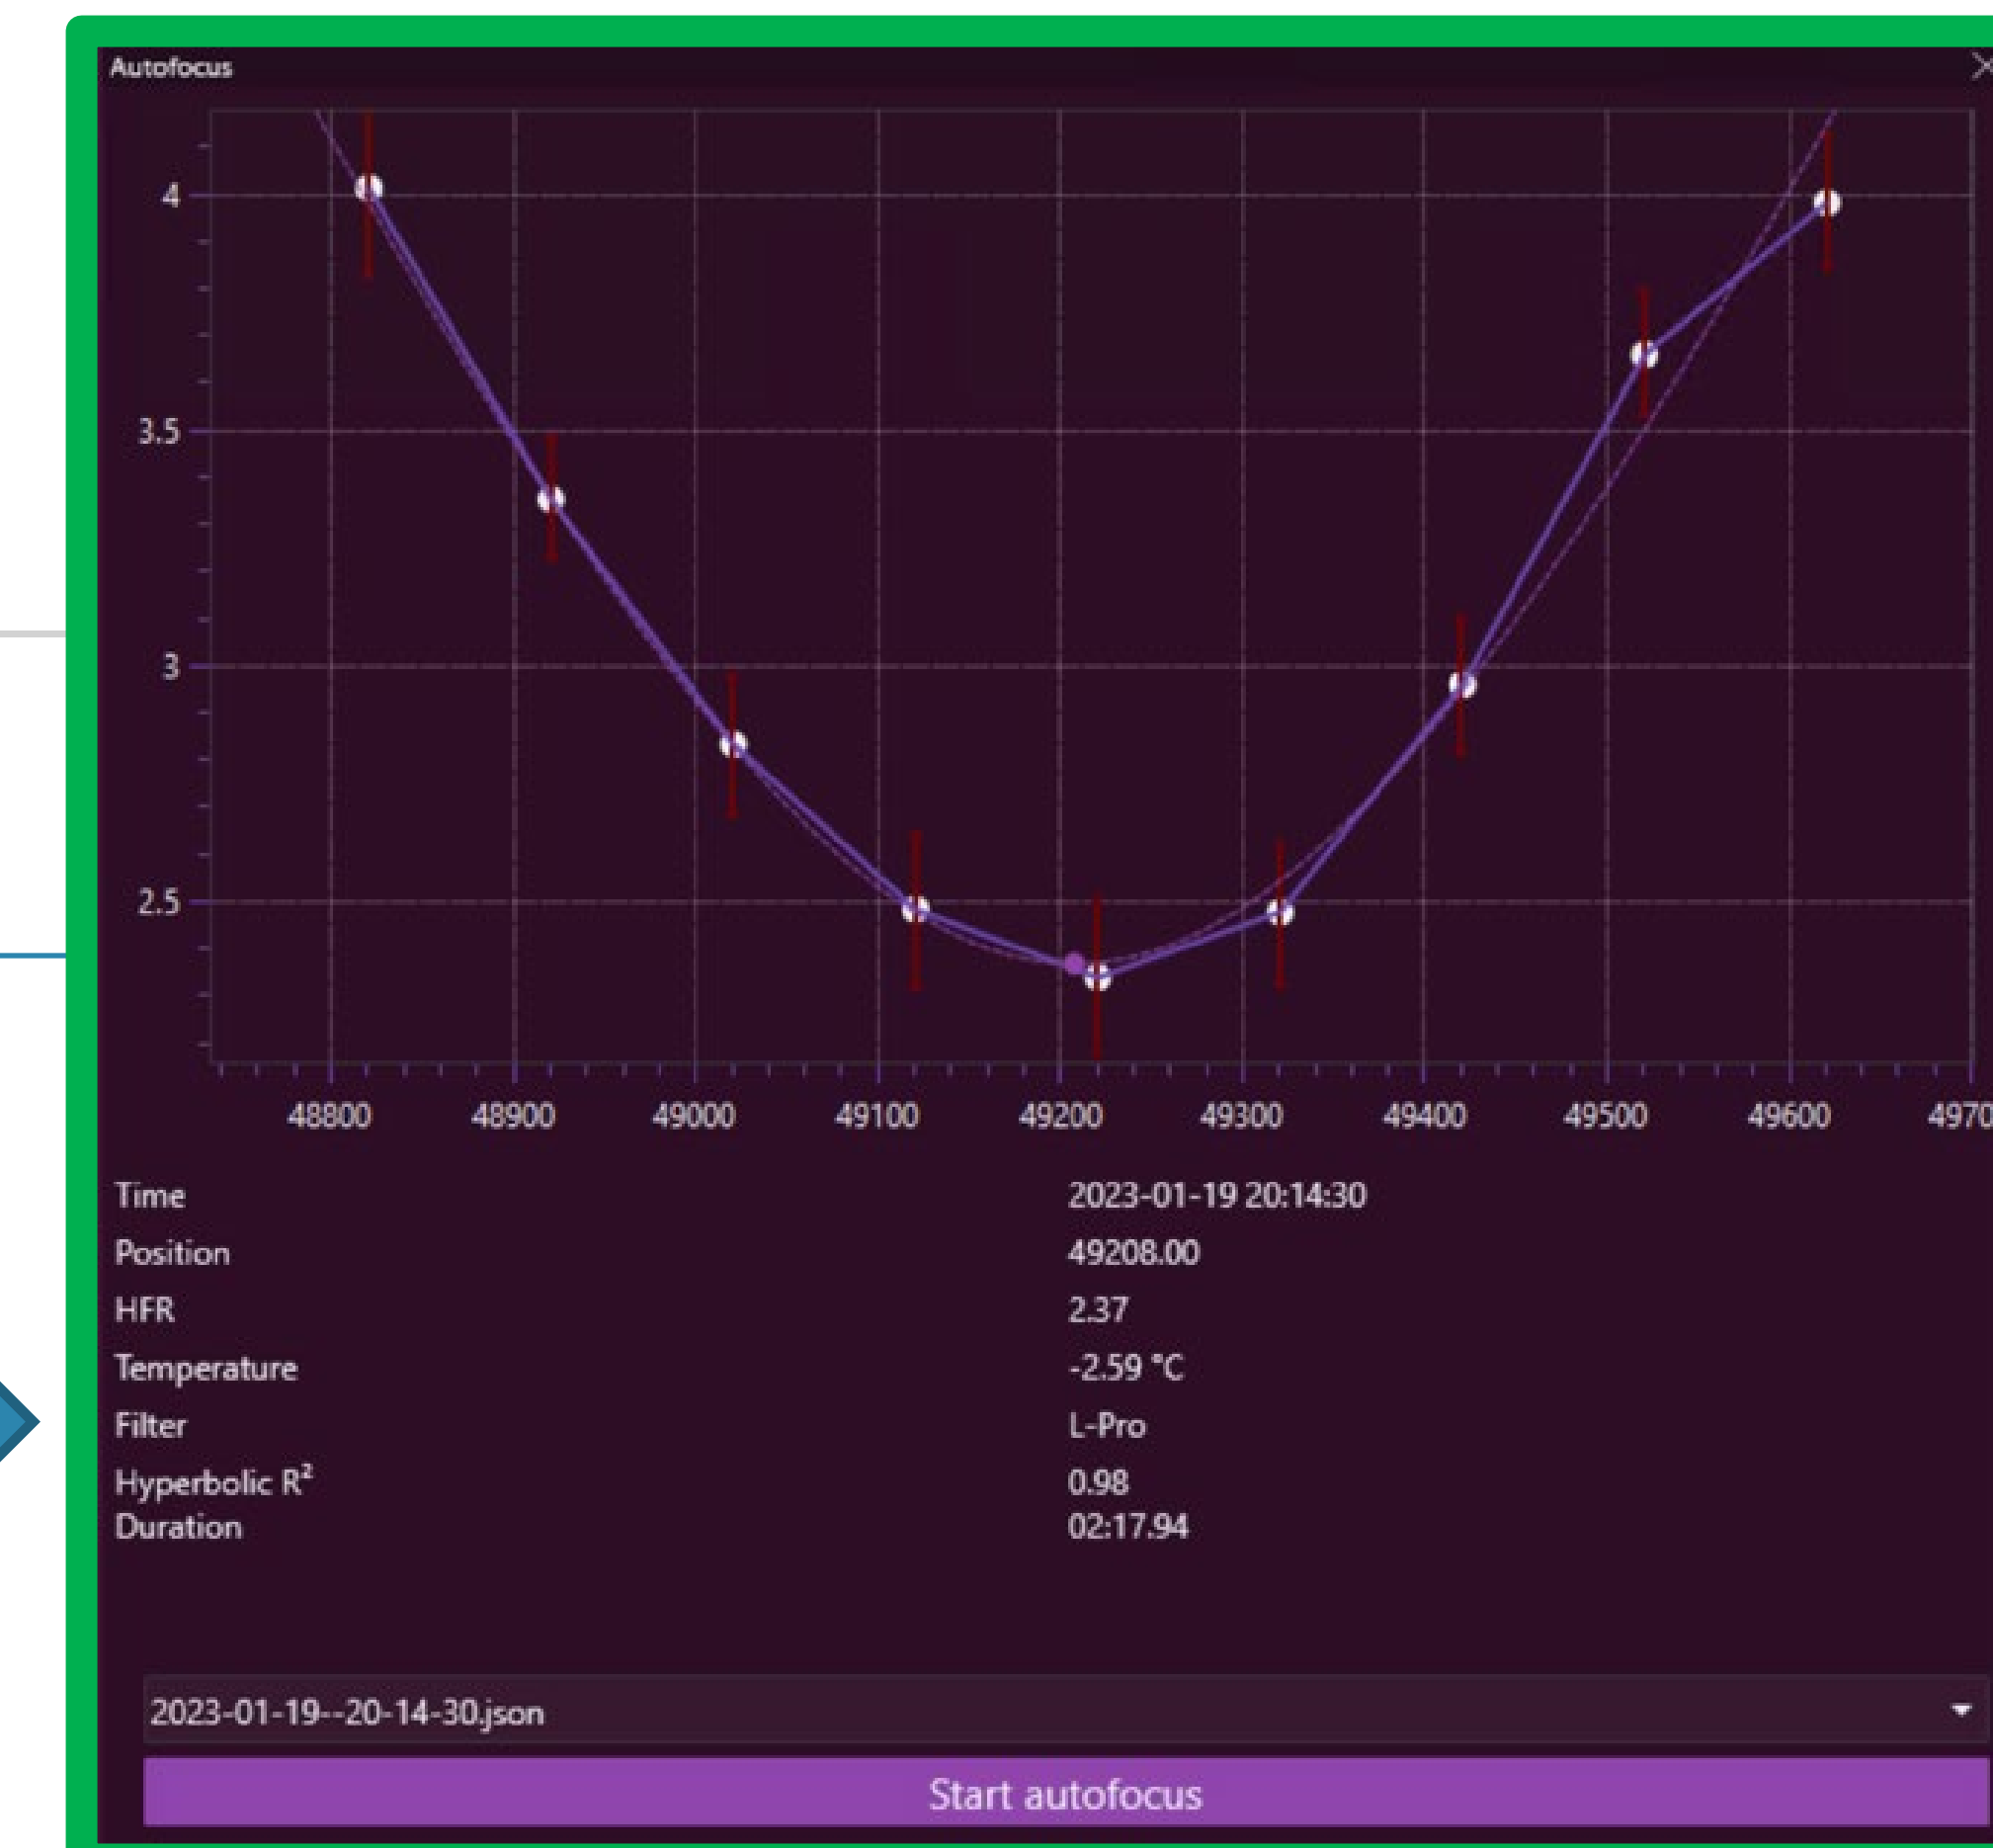 Autofocus
4
3.5
3
2.5
48800 48900 49000 49100 49200 49300 49400 49500 49600 4970
Time 2023-01-19 20:14:30
Position 49208.00
HFR 2.37
Temperature -2.59 °C
Filter L-Pro
Hyperbolic R² 0.98
Duration 02:17.94
2023-01-19--20-14-30.json
Start autofocus